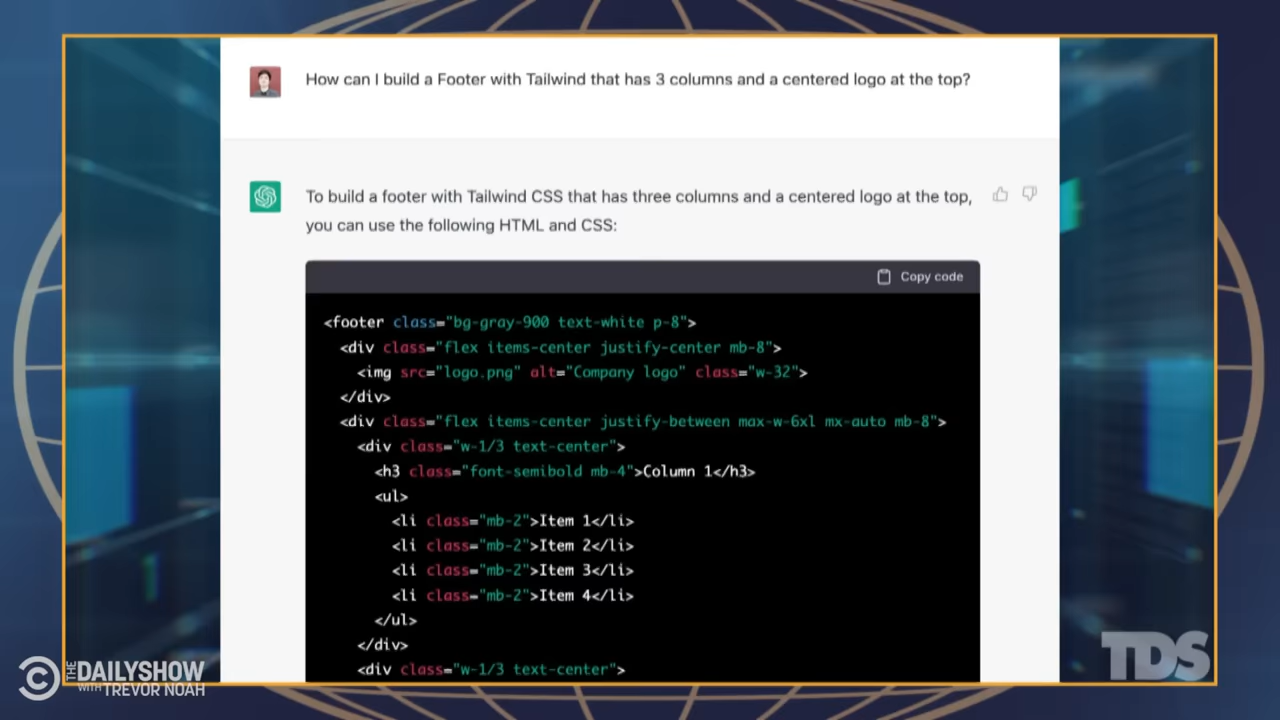 How can I build a Footer with Tailwind that has 3 columns and a centered logo at the top?
To build a footer with Tailwind CSS that has three columns and a centered logo at the top,
you can use the following HTML and CSS:
Copy code
<footer class="bg-gray-900 text-white p-8">
<div class="flex items-center justify-center mb-8">
<img src="logo.png" alt="Company logo" class="w-32">
</div>
<div class="flex items-center justify-between max-w-6xl mx-auto mb-8">
<div class="w-1/3 text-center">
<h3 class="font-semibold mb-4">Column 1</h3>
<ul>
<li class="mb-2">Item 1</li>
<li class="mb-2">Item 2</li>
<li class="mb-2">Item 3</li>
<li class="mb-2">Item 4</li>
</ul>
</div>
<div class="w-1/3 text-center">
THE DAILYSHOW
WITH TREVOR NOAH
TDS